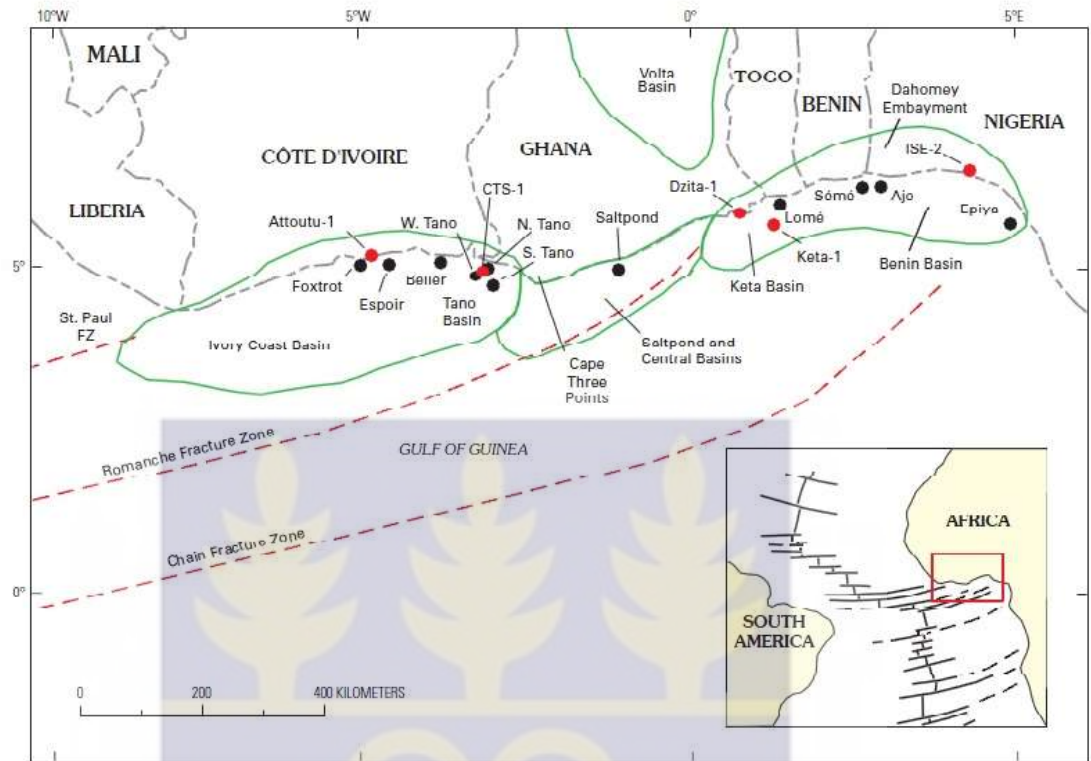 10°W
5°W
0°
5°E
MALI
Volta
Basin
TOCO
BENIN
Dahomey
Embayment
NIGERIA
CÔTE D'IVOIRE
GHANA
ISE-2
LIBERIA
CTS-1
Dzita-1
Attoutu-1
W. Tano
N. Tano
Saltpond
Sómó
Ajo
Epiya
S. Tano
Lomé
Keta-1
5°
Foxtrot
Belier
Espoir
Tano
Basin
Keta Basin
Benin Basin
St. Paul
FZ
Ivory Coast Basin
Cape
Three
Points
Saltpond and
Central Basins
Romanche Fracture Zone
GULF OF GUINEA
Chain Fracture Zone
0°
AFRICA
SOUTH
AMERICA
0
200
400 KILOMETERS